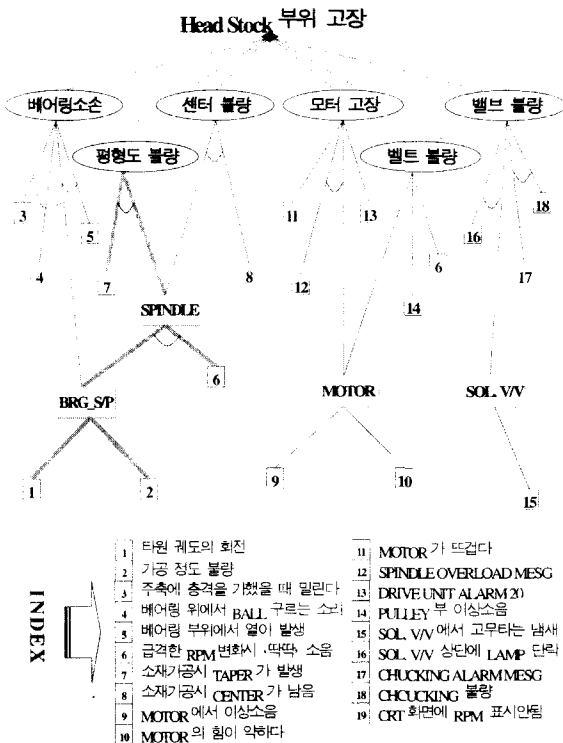 Head Stock 부위 고장
베어링소손
센터 불량
모터 고장
밸브 불량
평형도 불량
벨트 불량
3
5
11
13
16
18
4
7
8
12
14
6
17
SPINDLE
6
BRG_S/P
MOTOR
SOL. V/V
1
2
9
10
15
INDEX
1 타원 궤도의 회전
2 가공 정도 불량
3 주축에 충격을 가했을 때 밀린다
4 베어링 위에서 BALL 구르는 소리
5 베어링 부위에서 열이 발생
6 급격한 RPM 변화시 '딱딱' 소음
7 소재가공시 TAPER 가 발생
8 소재가공시 CENTER 가 남음
9 MOTOR 에서 이상소음
10 MOTOR 의 힘이 약하다
11 MOTOR 가 뜨겁다
12 SPINDLE OVERLOAD MESG
13 DRIVE UNIT ALARM 20
14 PULLEY 부 이상소음
15 SOL. V/V 에서 고무타는 냄새
16 SOL. V/V 상단에 LAMP 단락
17 CHUCKING ALARM MESG
18 CHCUCKING 불량
19 CRT 화면에 RPM 표시안됨